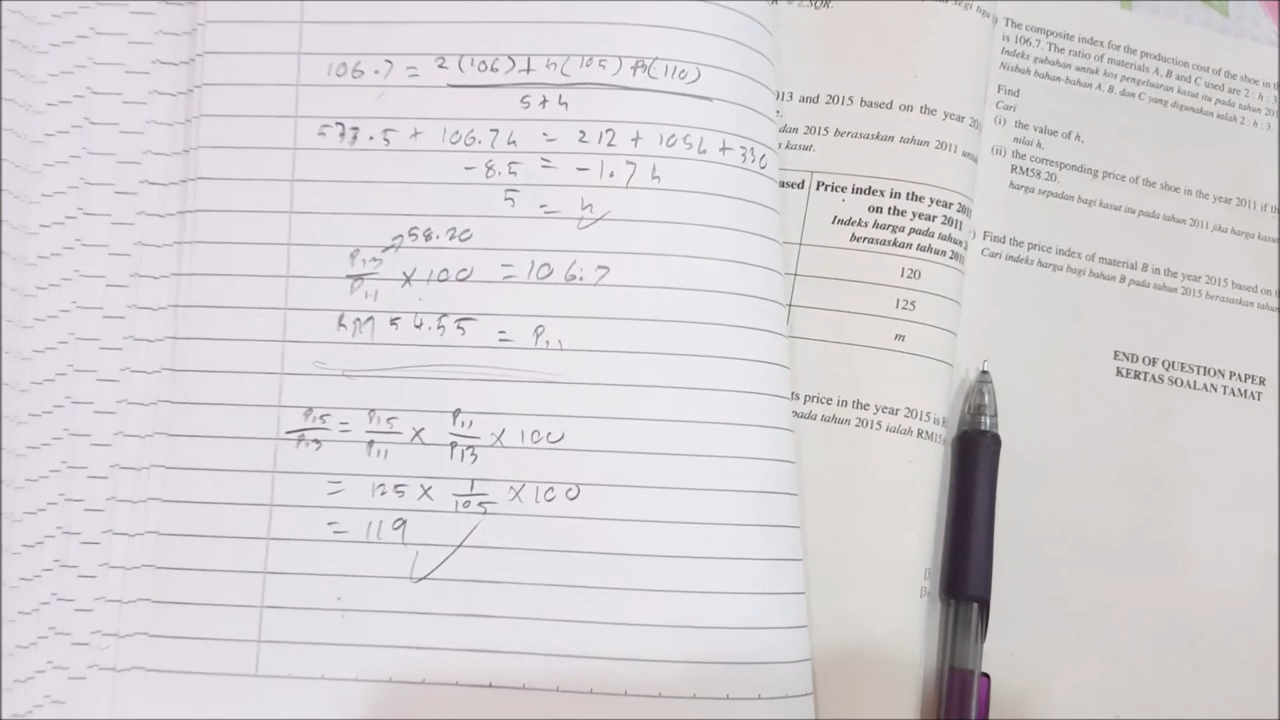 106.7 = 2(106) + h(105) + 3(110)
5 + h
533.5 + 106.7h = 212 + 105h + 330
-8.5 = -1.7h
5 = h
58.20
P13/P11 × 100 = 106.7
RM 54.55 = P11
P15/P13 = P15/P11 × P11/P13 × 100
= 125 × 1/105 × 100
= 119
= ∠SQR.
013 and 2015 based on the year 20
dan 2015 berasaskan tahun 2011 untu
s kasut.
ased
Price index in the year 201
on the year 2011
Indeks harga pada tahun 2
berasaskan tahun 201
120
125
m
ts price in the year 2015 is R
pada tahun 2015 ialah RM15
segi tiga
) The composite index for the production cost of the shoe in th
is 106.7. The ratio of materials A, B and C used are 2 : h : 3
Indeks gubahan untuk kos pengeluaran kasut itu pada tahun 201
Nisbah bahan-bahan A, B, dan C yang digunakan ialah 2 : h : 3
Find
Cari
(i) the value of h,
nilai h,
(ii) the corresponding price of the shoe in the year 2011 if th
RM58.20.
harga sepadan bagi kasut itu pada tahun 2011 jika harga kasu
) Find the price index of material B in the year 2015 based on t
Cari indeks harga bagi bahan B pada tahun 2015 berasaskan tahun
END OF QUESTION PAPER
KERTAS SOALAN TAMAT